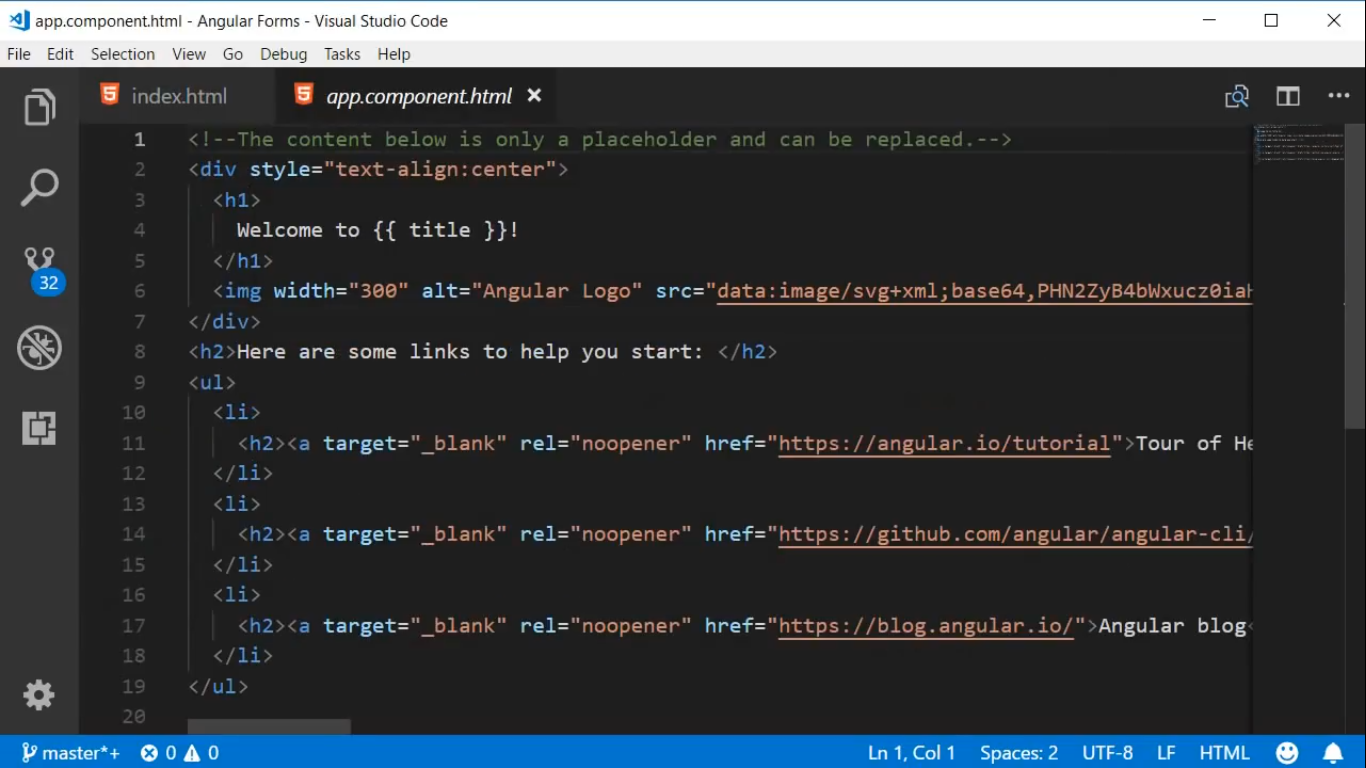 app.component.html - Angular Forms - Visual Studio Code
File Edit Selection View Go Debug Tasks Help
index.html app.component.html
1 <!--The content below is only a placeholder and can be replaced.-->
2 <div style="text-align:center">
3 <h1>
4 Welcome to {{ title }}!
5 </h1>
6 <img width="300" alt="Angular Logo" src="data:image/svg+xml;base64,PHN2ZyB4bWxucz0iaH
7 </div>
8 <h2>Here are some links to help you start: </h2>
9 <ul>
10 <li>
11 <h2><a target="_blank" rel="noopener" href="https://angular.io/tutorial">Tour of He
12 </li>
13 <li>
14 <h2><a target="_blank" rel="noopener" href="https://github.com/angular/angular-cli/
15 </li>
16 <li>
17 <h2><a target="_blank" rel="noopener" href="https://blog.angular.io/">Angular blog<
18 </li>
19 </ul>
20
32
master*+ 0 0 Ln 1, Col 1 Spaces: 2 UTF-8 LF HTML